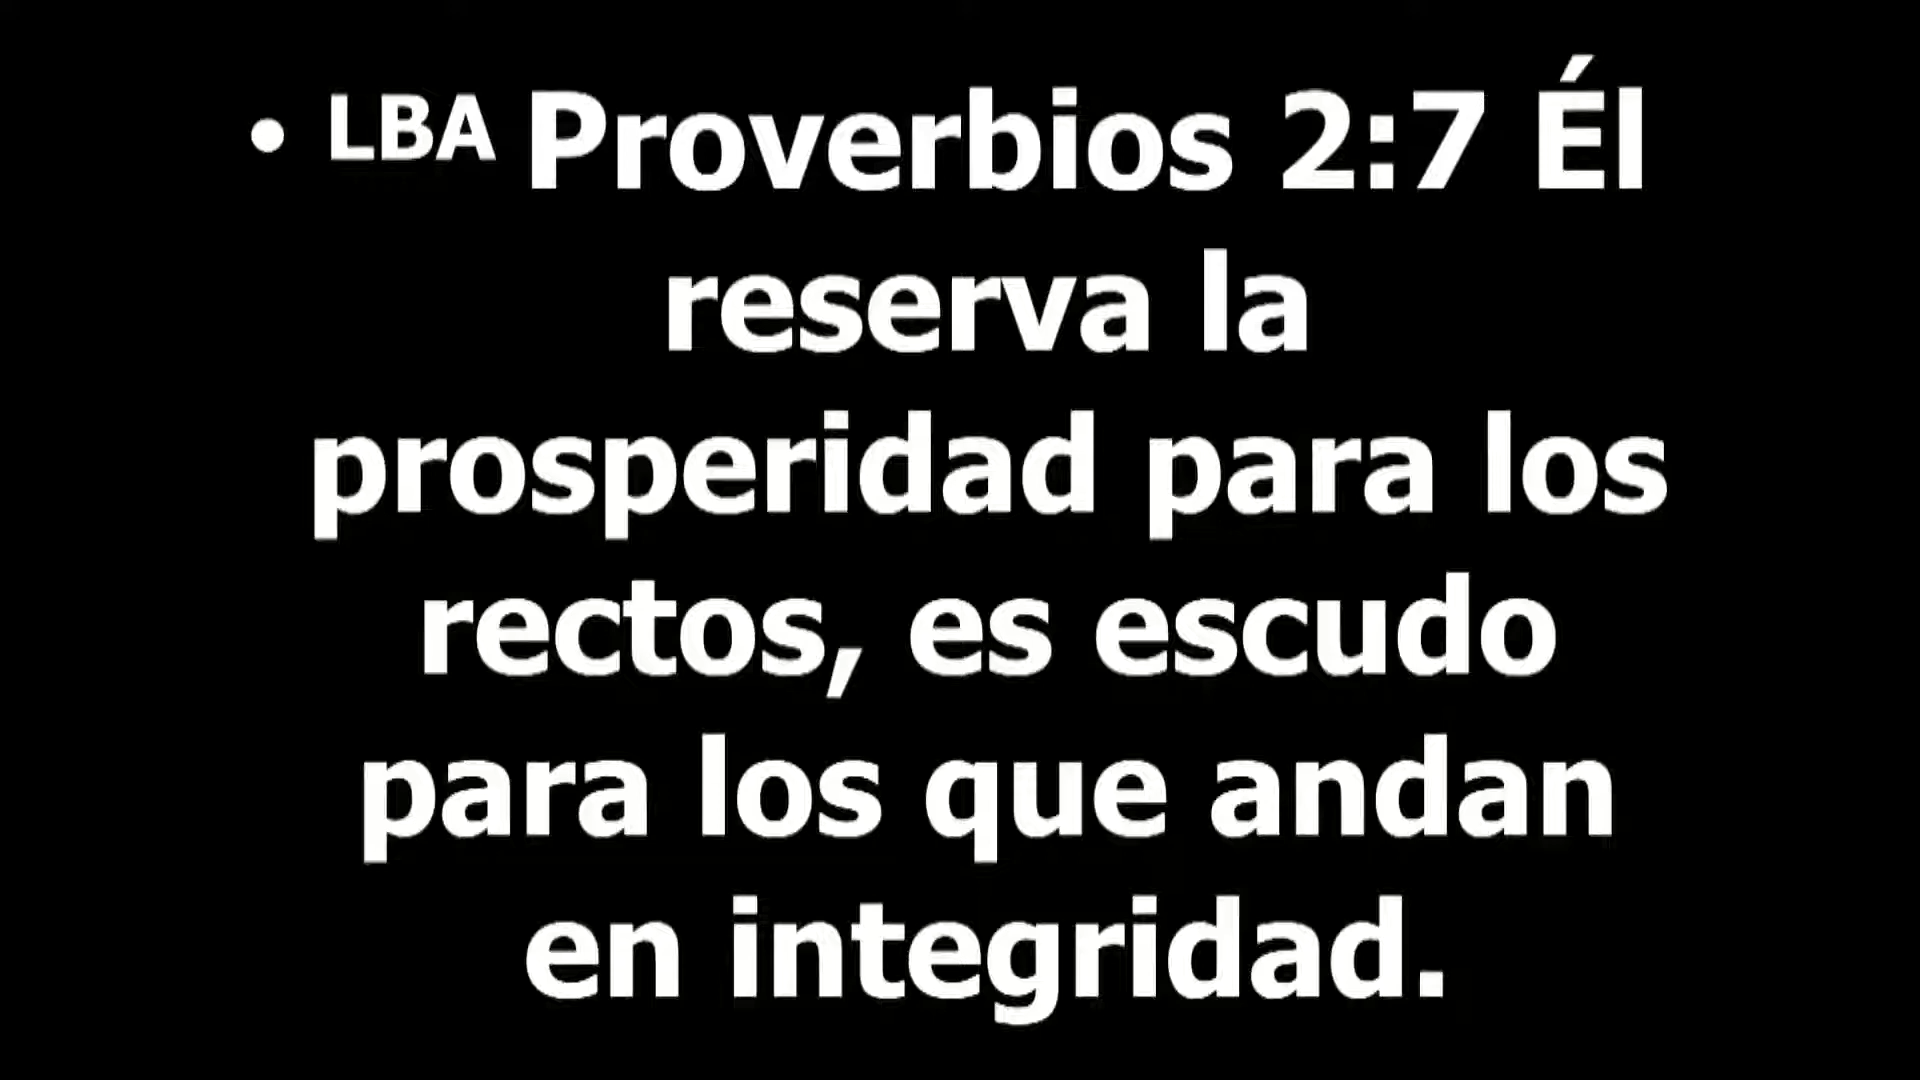 • LBA Proverbios 2:7 Él
reserva la
prosperidad para los
rectos, es escudo
para los que andan
en integridad.